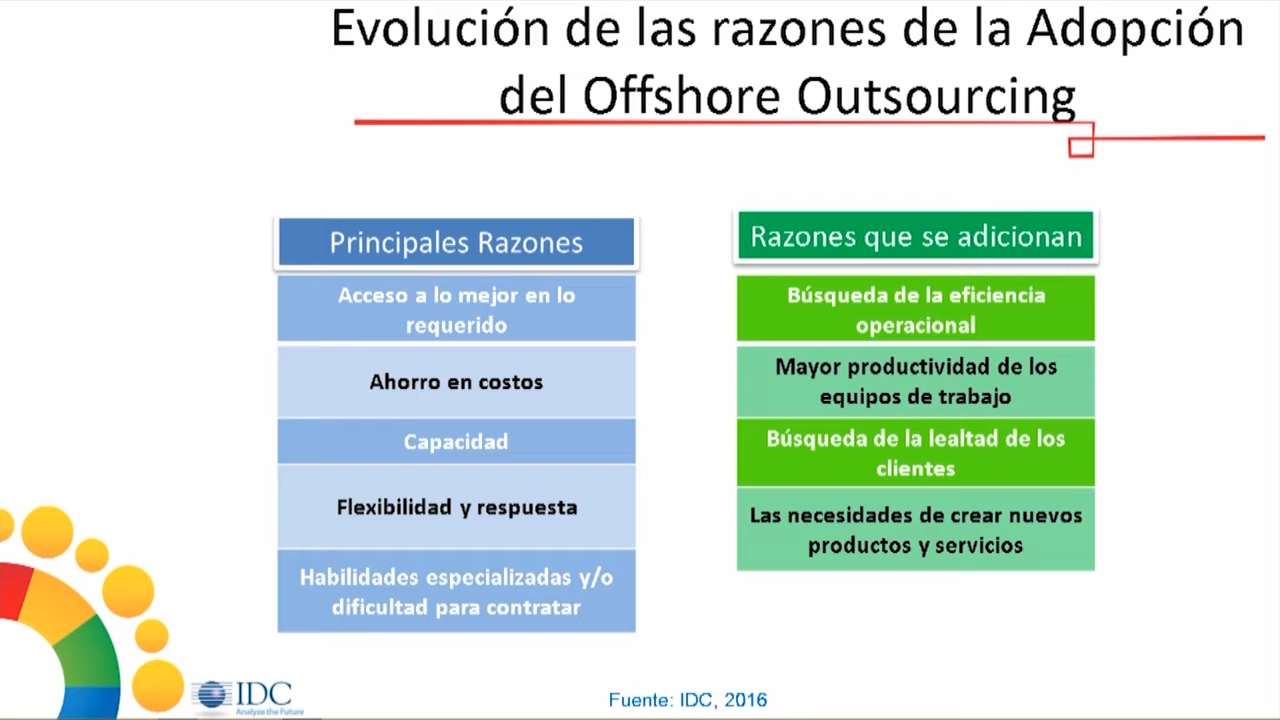 Evolución de las razones de la Adopción
del Offshore Outsourcing
Principales Razones
Acceso a lo mejor en lo
requerido
Ahorro en costos
Capacidad
Flexibilidad y respuesta
Habilidades especializadas y/o
dificultad para contratar
Razones que se adicionan
Búsqueda de la eficiencia
operacional
Mayor productividad de los
equipos de trabajo
Búsqueda de la lealtad de los
clientes
Las necesidades de crear nuevos
productos y servicios
IDC
Analyze the Future
Fuente: IDC, 2016